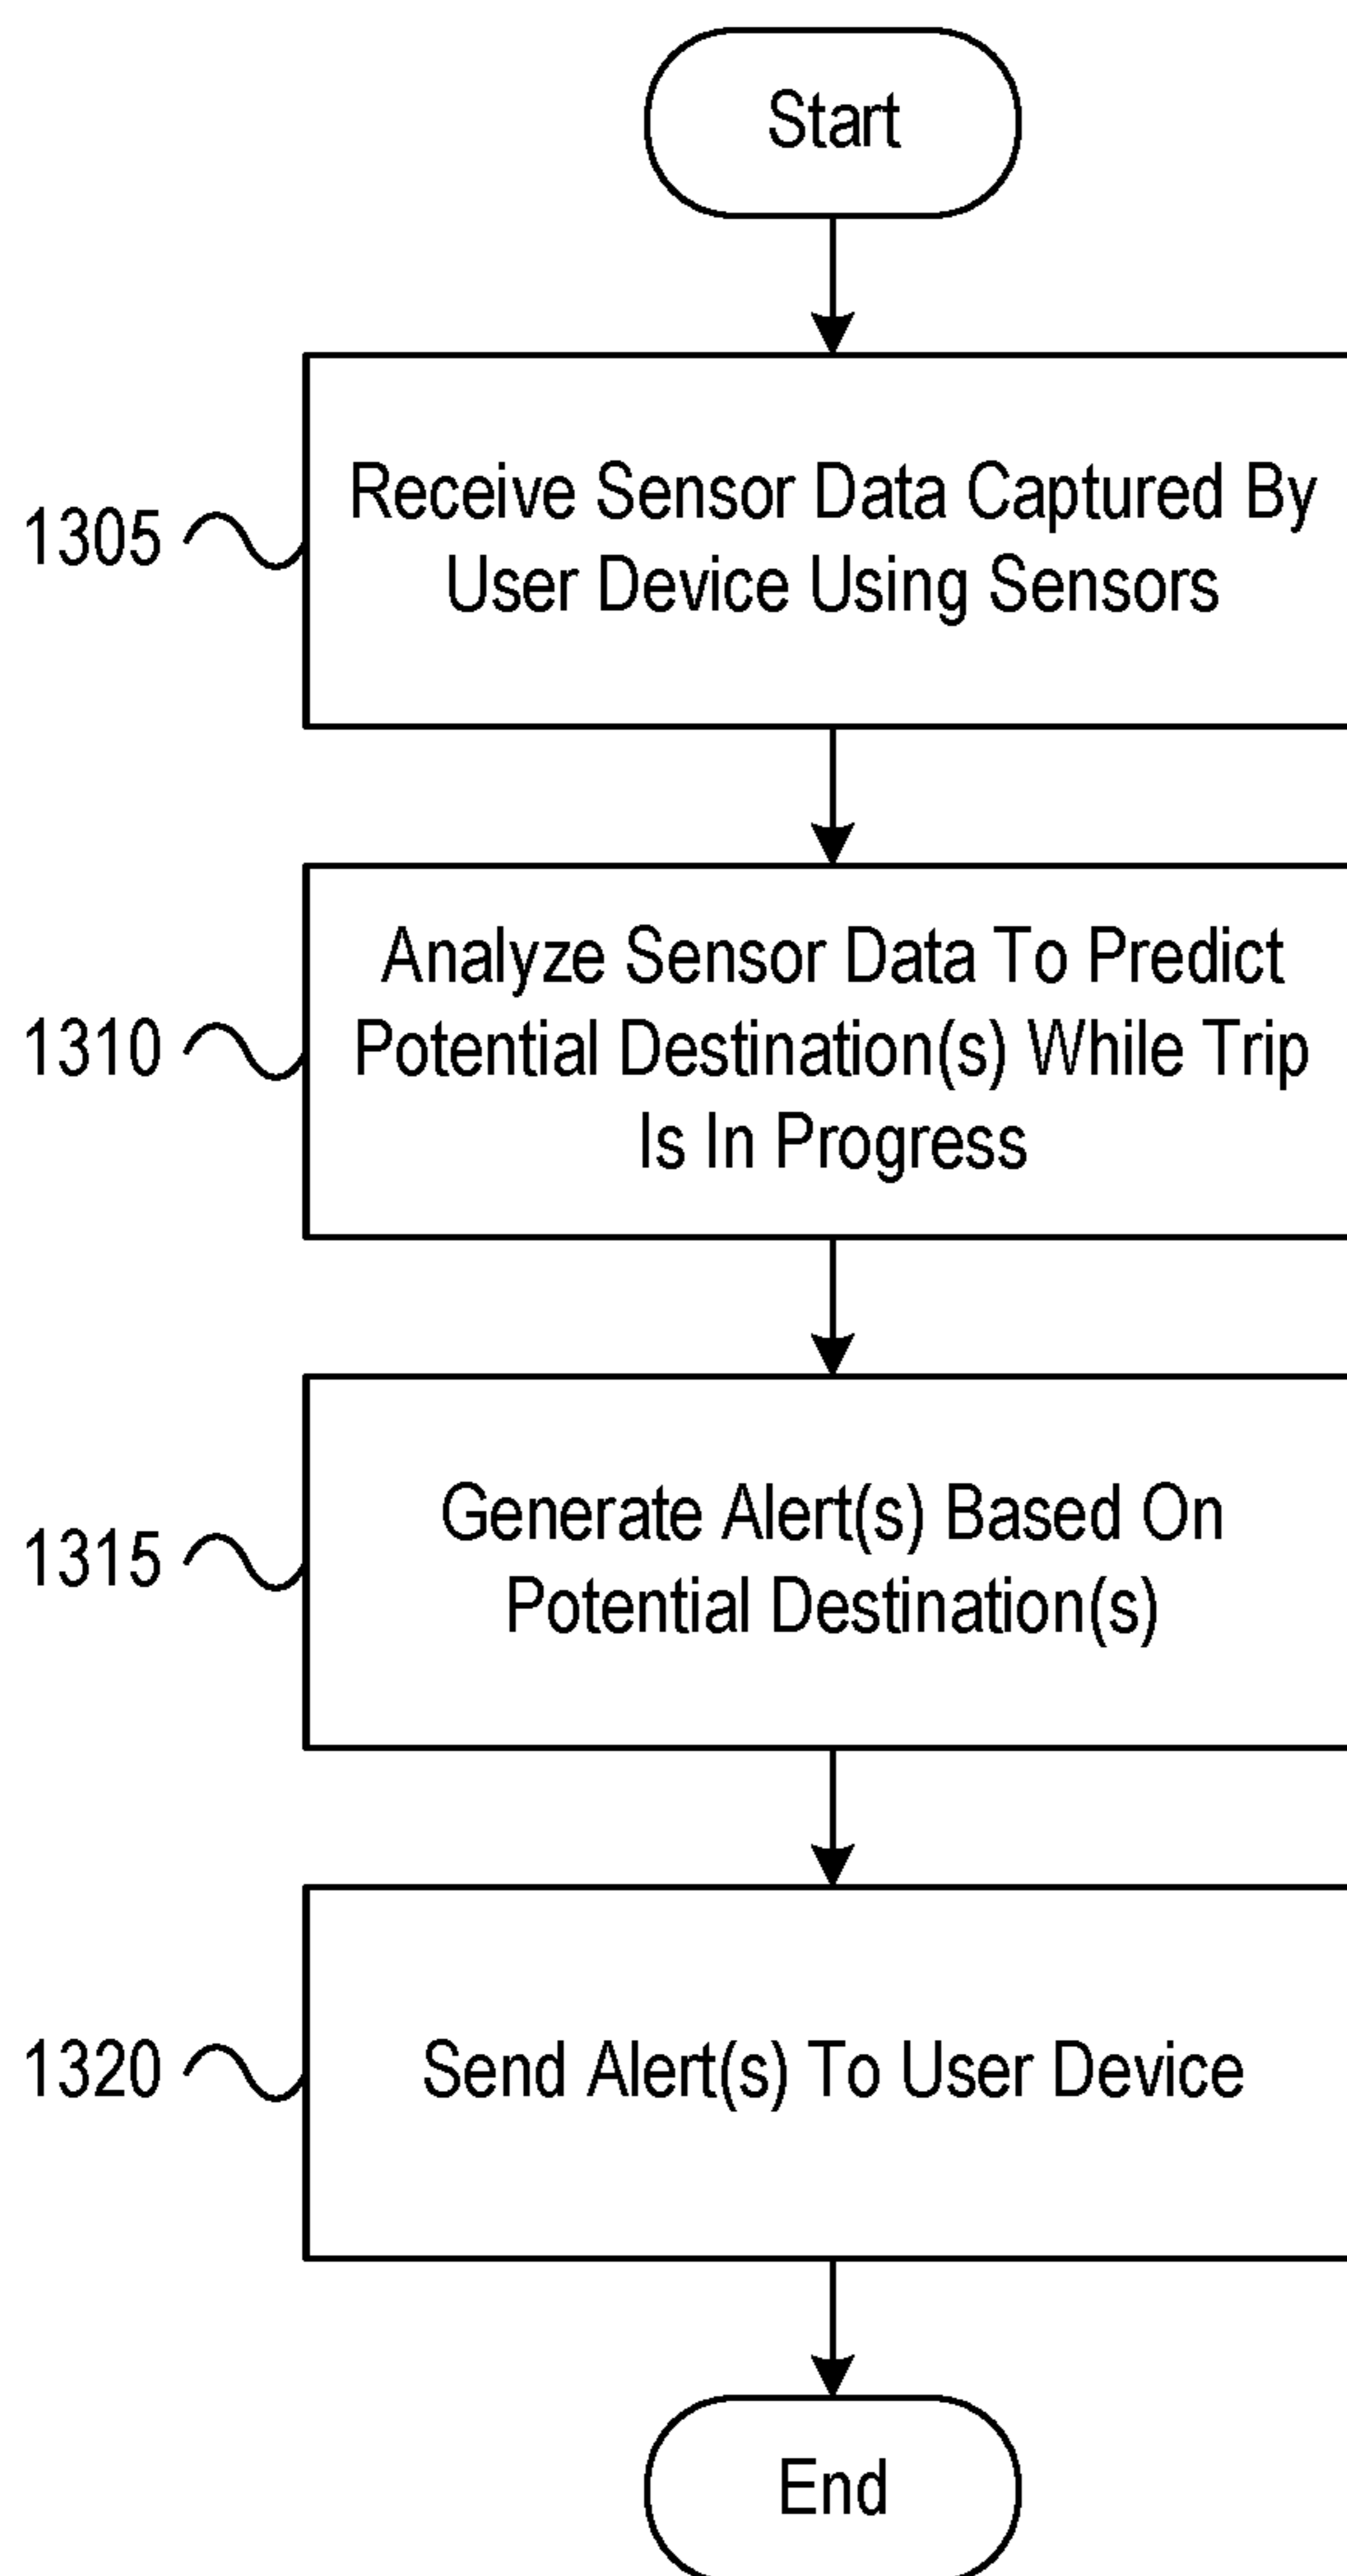 Start
1305
Receive Sensor Data Captured By
User Device Using Sensors
1310
Analyze Sensor Data To Predict
Potential Destination(s) While Trip
Is In Progress
1315
Generate Alert(s) Based On
Potential Destination(s)
1320
Send Alert(s) To User Device
End